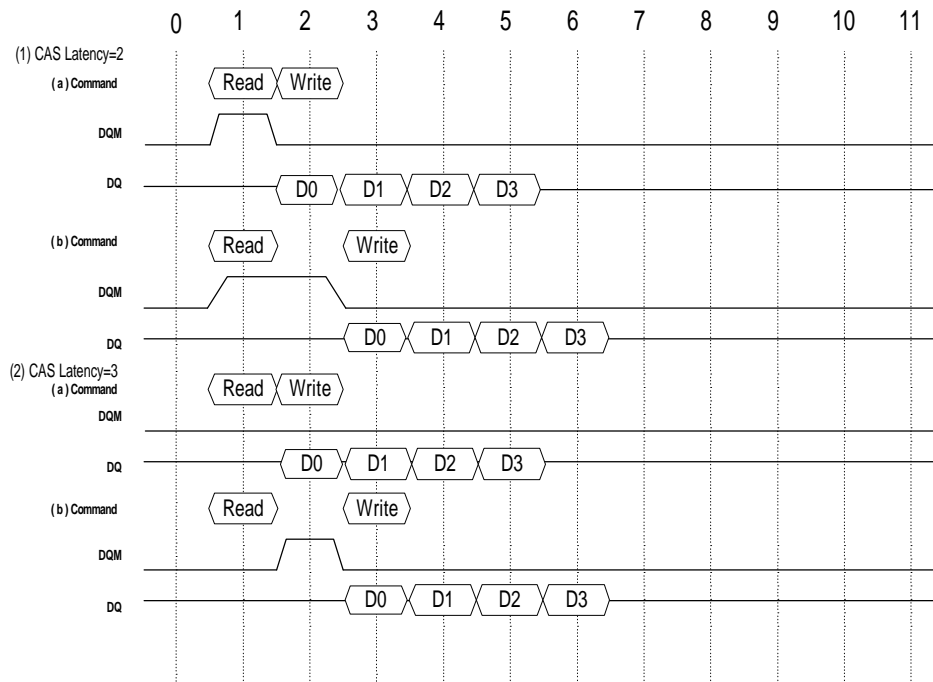 0 1 2 3 4 5 6 7 8 9 10 11
(1) CAS Latency=2
( a ) Command Read Write
DQM
DQ D0 D1 D2 D3
( b ) Command Read Write
DQM
DQ D0 D1 D2 D3
(2) CAS Latency=3
( a ) Command Read Write
DQM
DQ D0 D1 D2 D3
( b ) Command Read Write
DQM
DQ D0 D1 D2 D3